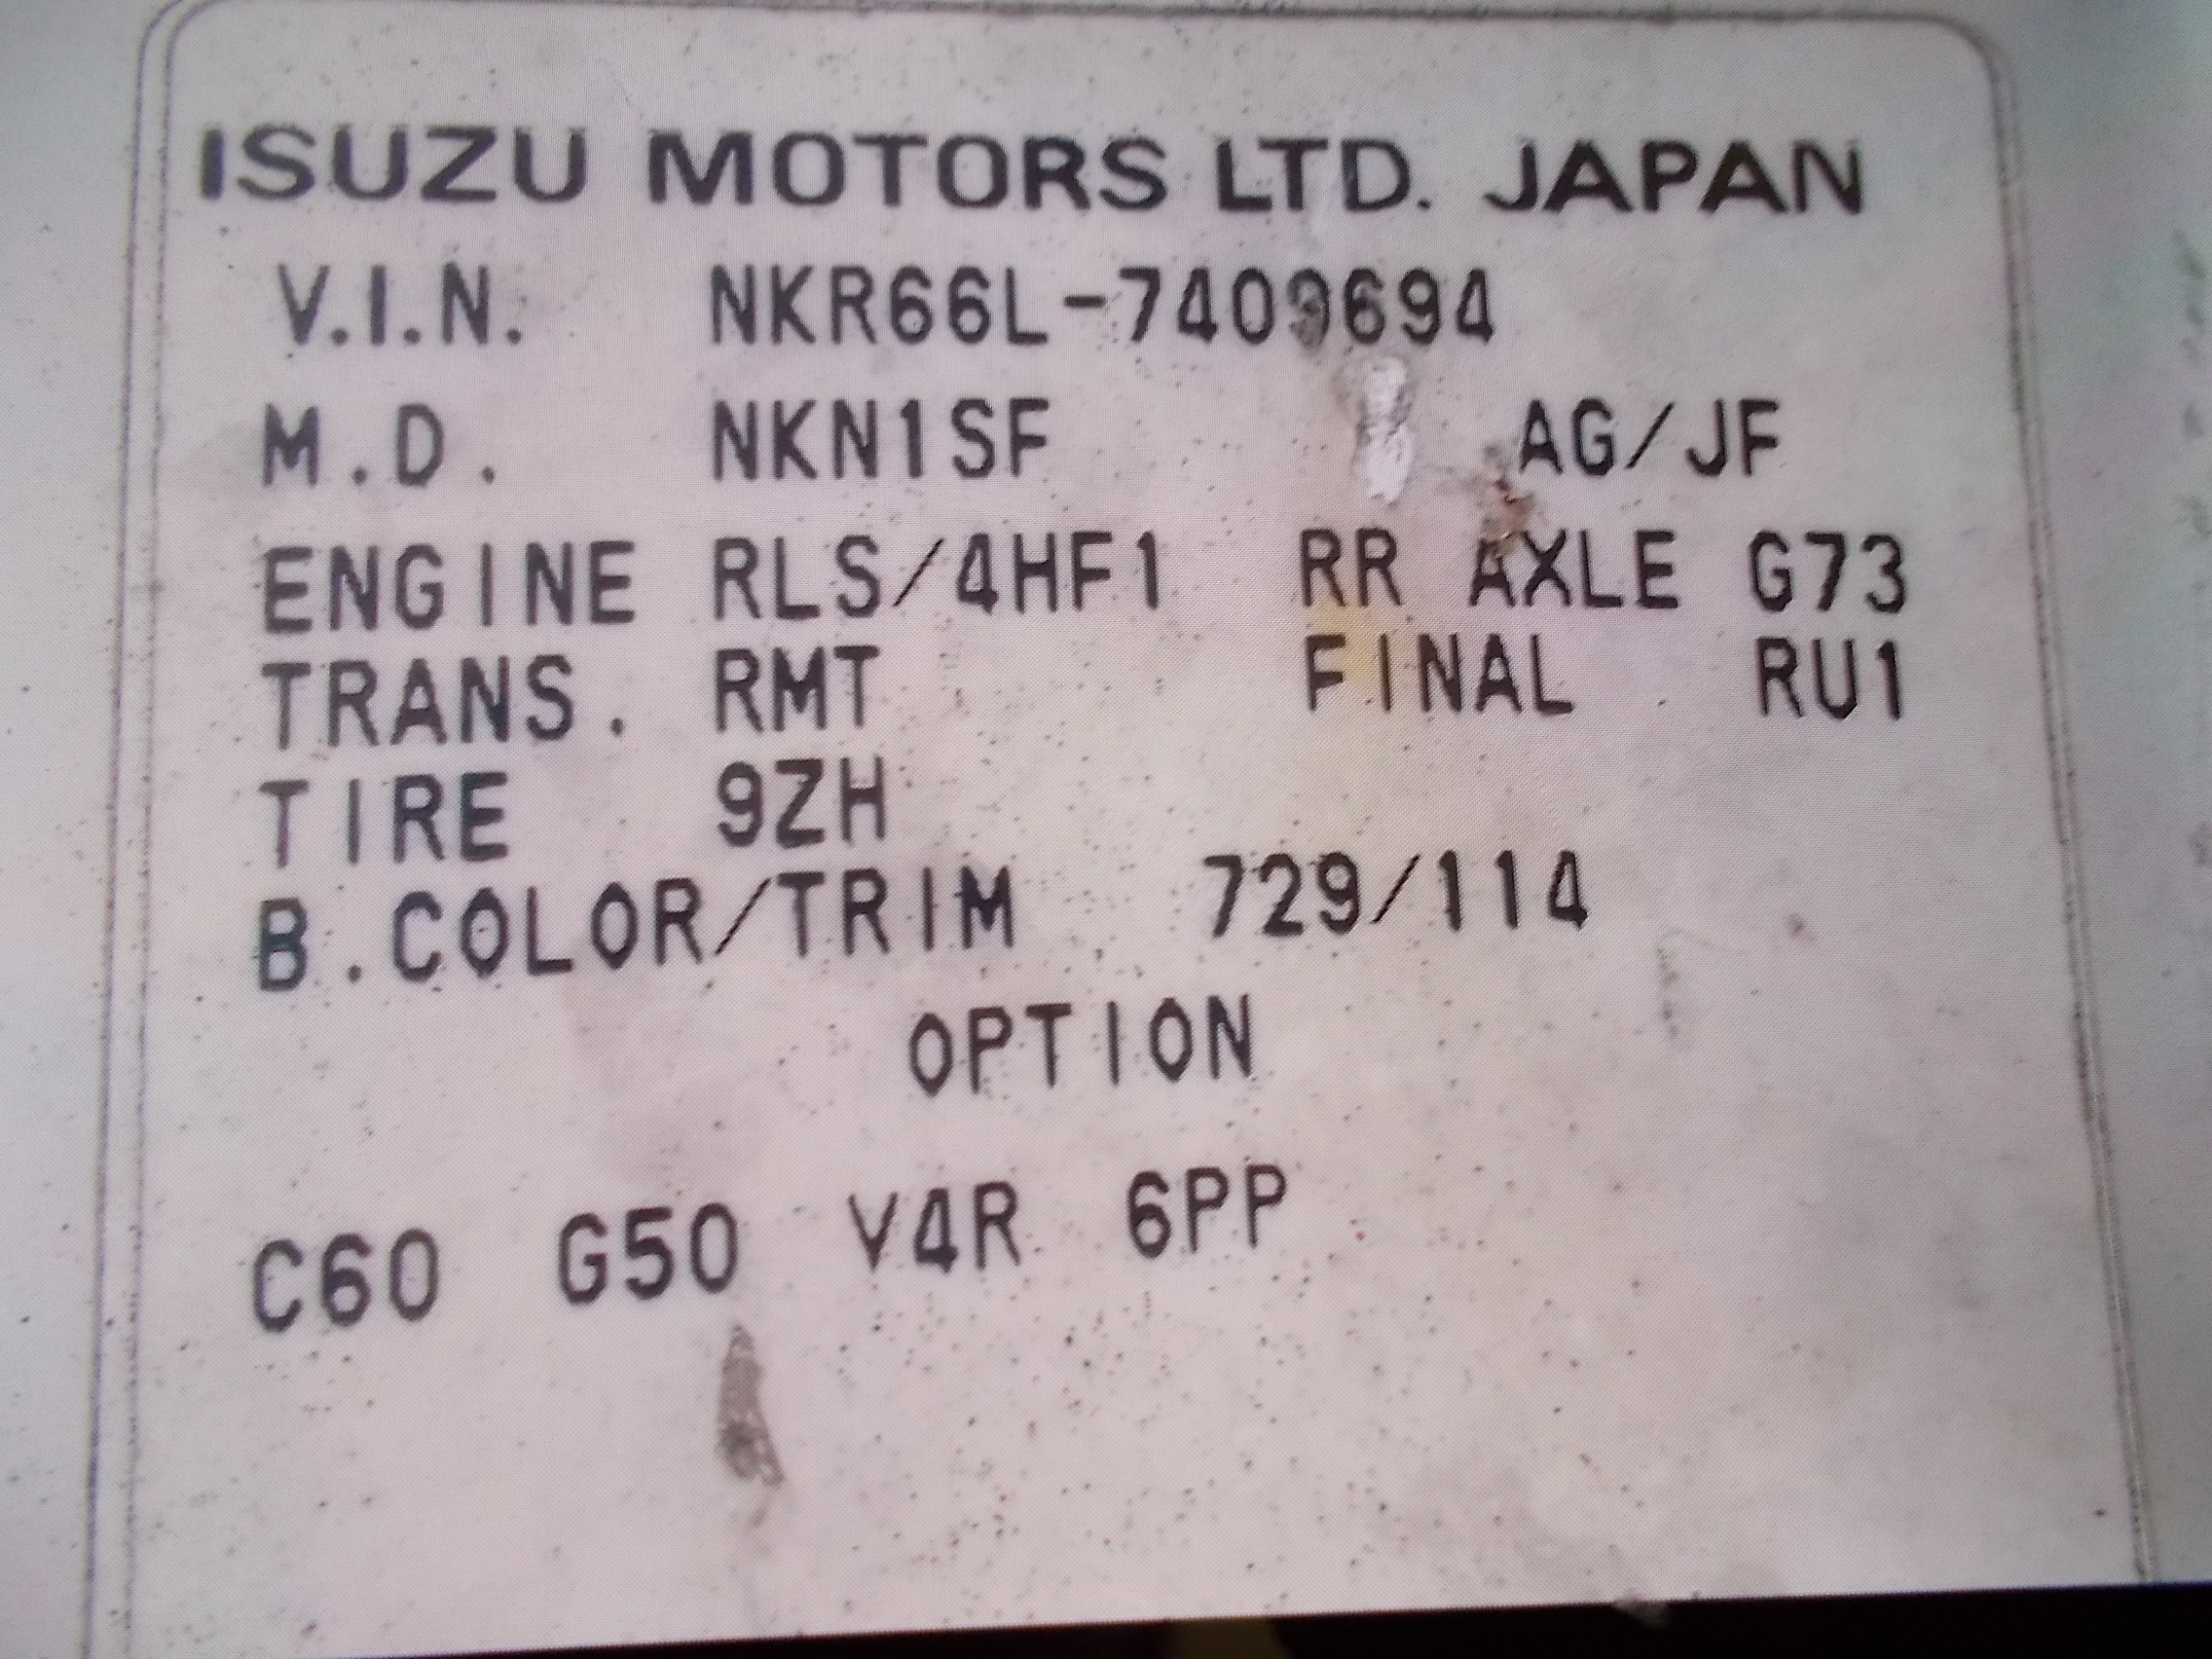 ISUZU MOTORS LTD. JAPAN
V.I.N. NKR66L-7409694
M.D. NKN1SF AG/JF
ENGINE RLS/4HF1 RR AXLE G73
TRANS. RMT FINAL RU1
TIRE 9ZH
B.COLOR/TRIM 729/114
OPTION
C60 G50 V4R 6PP